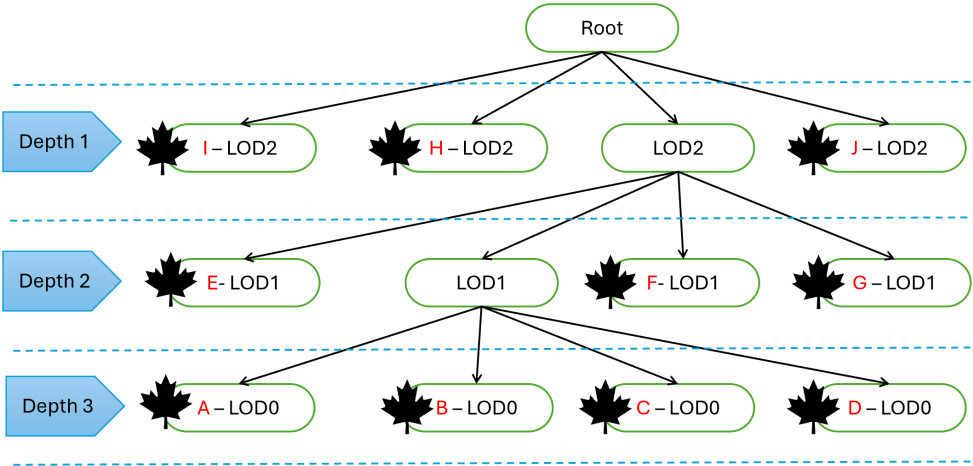 Root
Depth 1
I – LOD2
H – LOD2
LOD2
J – LOD2
Depth 2
E- LOD1
LOD1
F- LOD1
G – LOD1
Depth 3
A – LOD0
B – LOD0
C – LOD0
D – LOD0